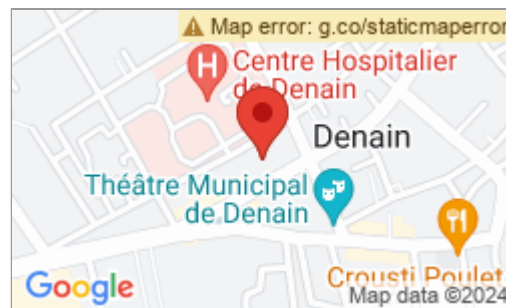 Map error: g.co/staticmaperror
H
Centre Hospitalier
de Denain
Denain
Théâtre Municipal
de Denain
Crousti Poulet
Google
Map data ©2024